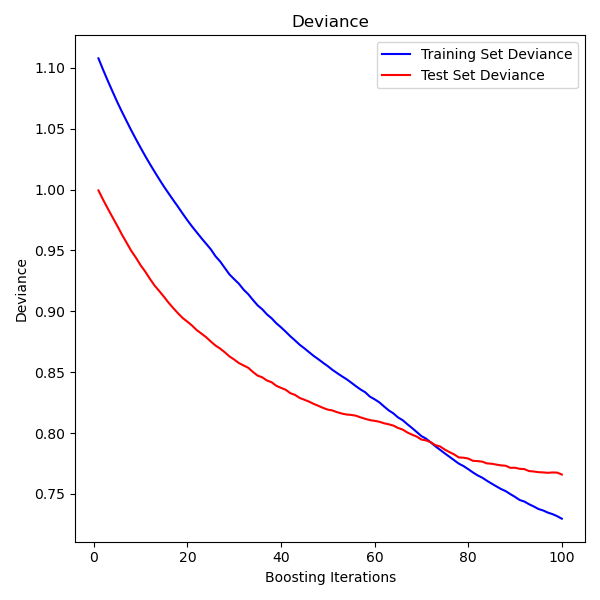 Deviance
Training Set Deviance
Test Set Deviance
Deviance
1.10
1.05
1.00
0.95
0.90
0.85
0.80
0.75
0 20 40 60 80 100
Boosting Iterations